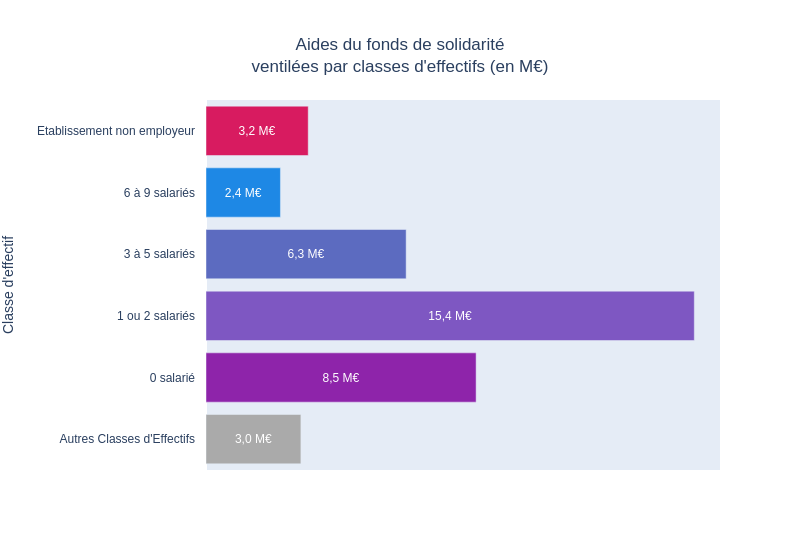 Aides du fonds de solidarité
ventilées par classes d'effectifs (en M€)
Classe d'effectif
Etablissement non employeur
3,2 M€
6 à 9 salariés
2,4 M€
3 à 5 salariés
6,3 M€
1 ou 2 salariés
15,4 M€
0 salarié
8,5 M€
Autres Classes d'Effectifs
3,0 M€